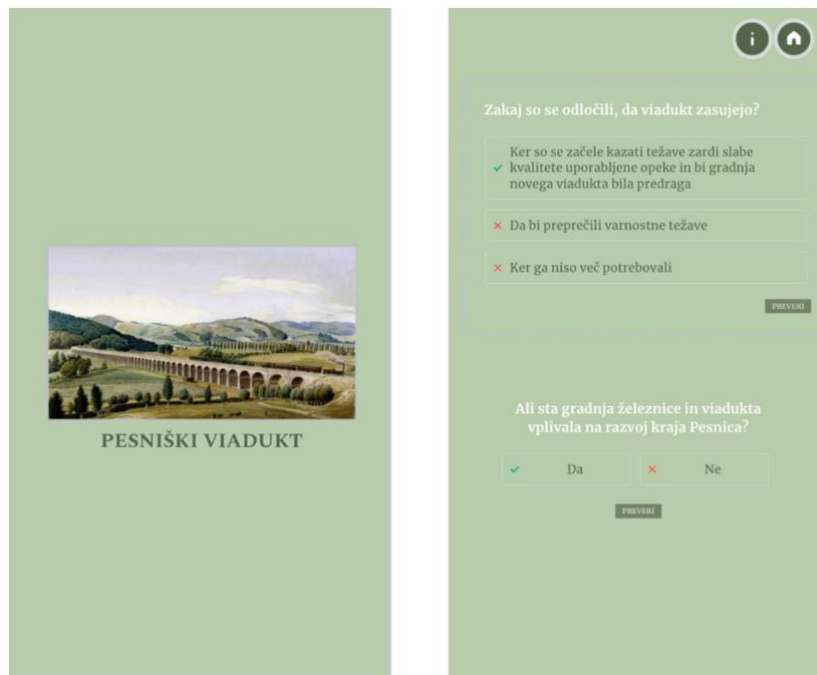 PESNIŠKI VIADUKT
Zakaj so se odločili, da viadukt zasujejo?
Ker so se začele kazati težave zardi slabe
kvalitete uporabljene opeke in bi gradnja
novega viadukta bila predraga
Da bi preprečili varnostne težave
Ker ga niso več potrebovali
PREVERI
Ali sta gradnja železnice in viadukta
vplivala na razvoj kraja Pesnica?
Da
Ne
PREVERI